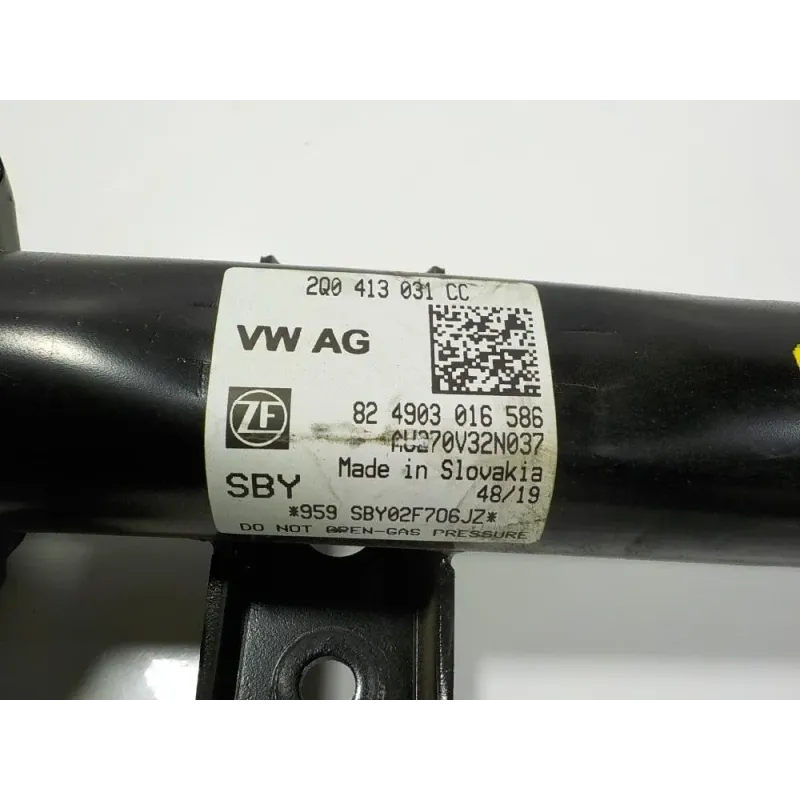 2Q0 413 031 CC
VW AG
ZF
82 4903 016 586
AU270V32N037
Made in Slovakia
SBY
48/19
*959 SBY02F706JZ*
DO NOT OPEN-GAS PRESSURE